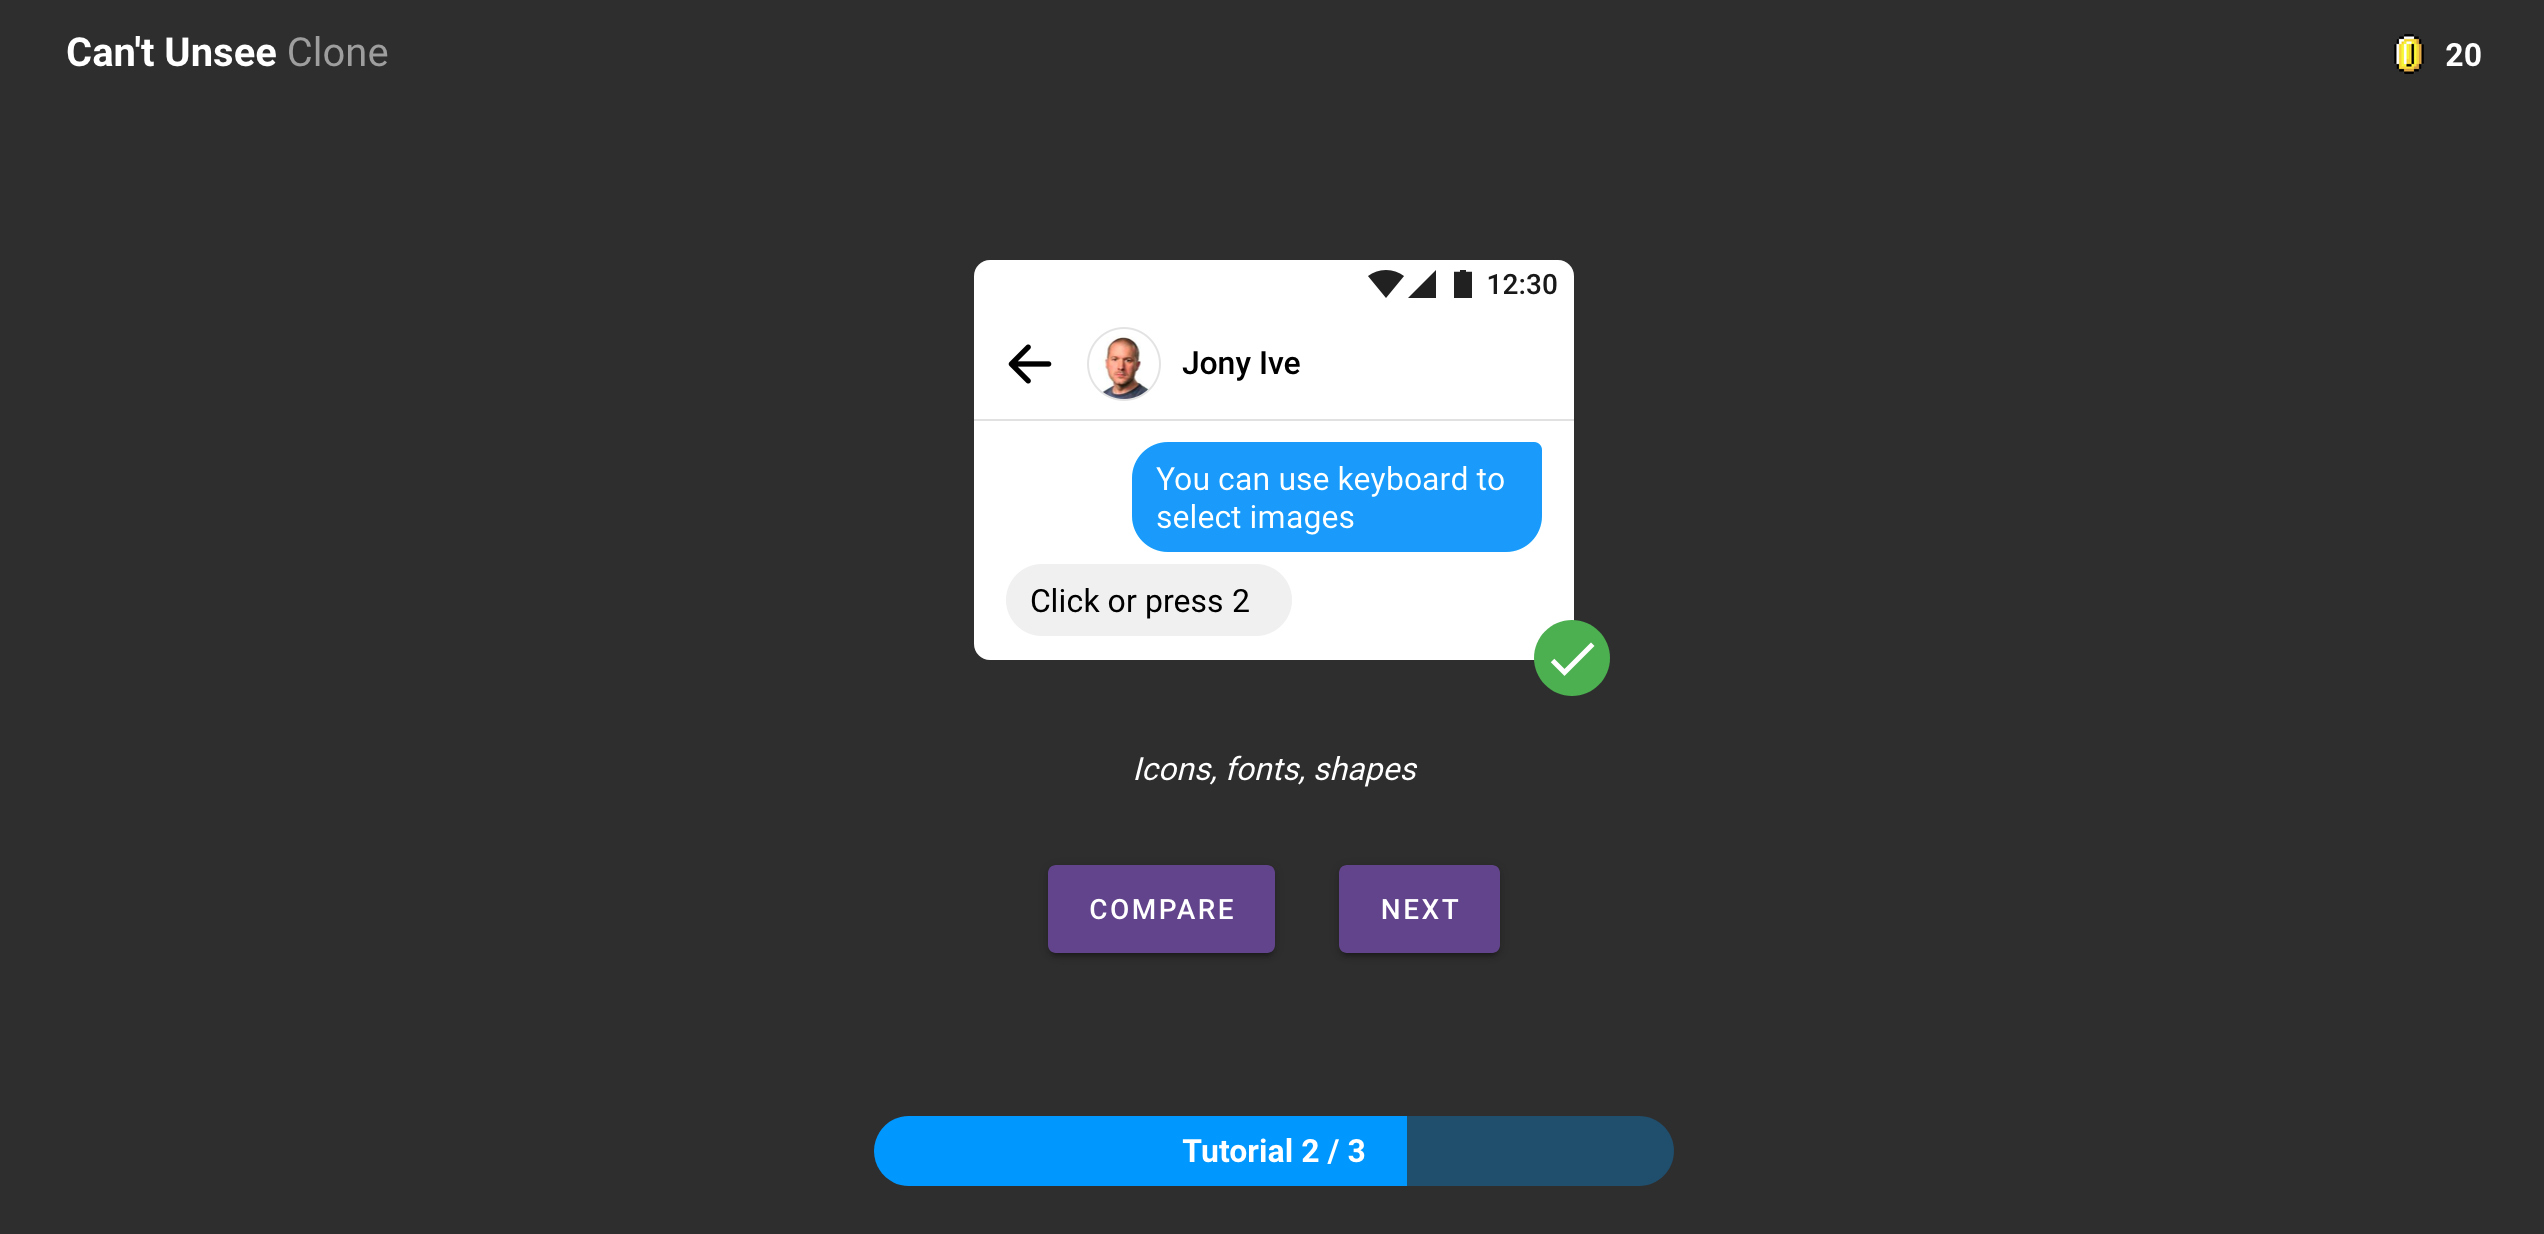 Can't Unsee Clone
20
12:30
Jony Ive
You can use keyboard to
select images
Click or press 2
Icons, fonts, shapes
COMPARE
NEXT
Tutorial 2 / 3